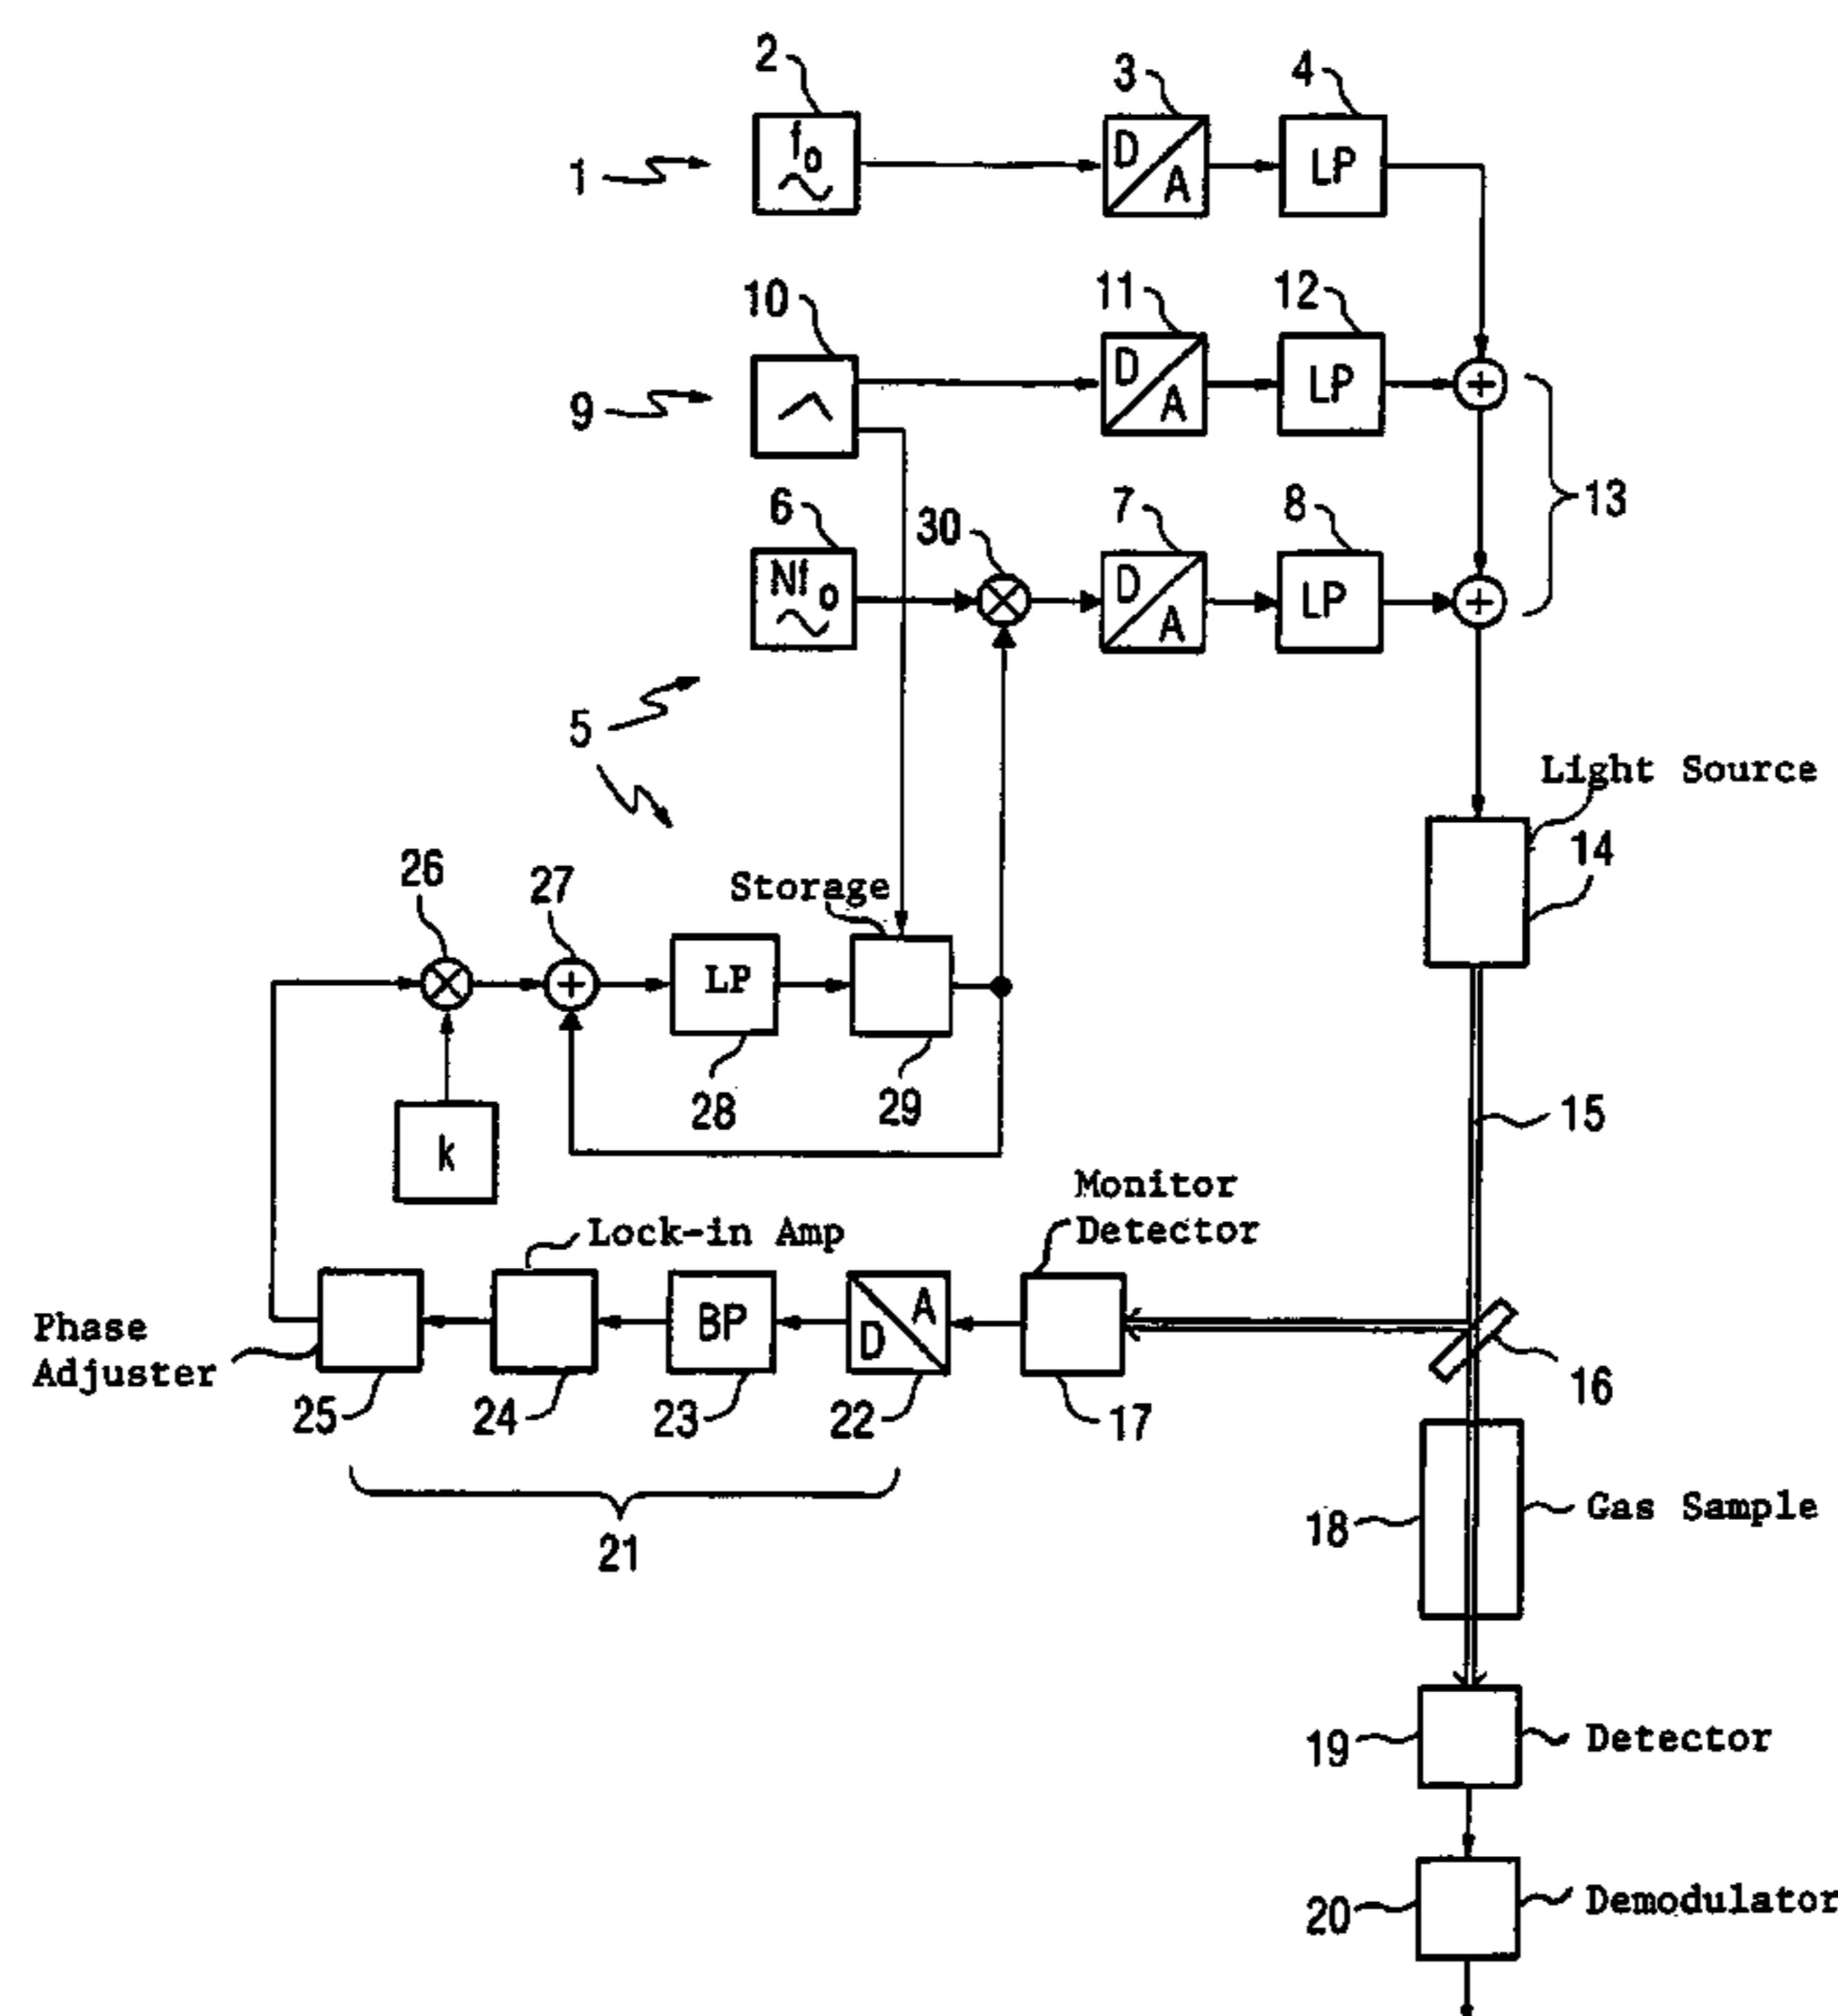 2
3
4
f0
D
A
LP
1
10
11
12
D
A
LP
+
9
13
6
30
7
8
Nf0
D
A
LP
+
5
Light Source
14
26
27
Storage
LP
+
28
29
k
15
Monitor
Detector
Lock-in Amp
Phase
Adjuster
BP
A
D
25
24
23
22
17
16
21
18
Gas Sample
19
Detector
20
Demodulator